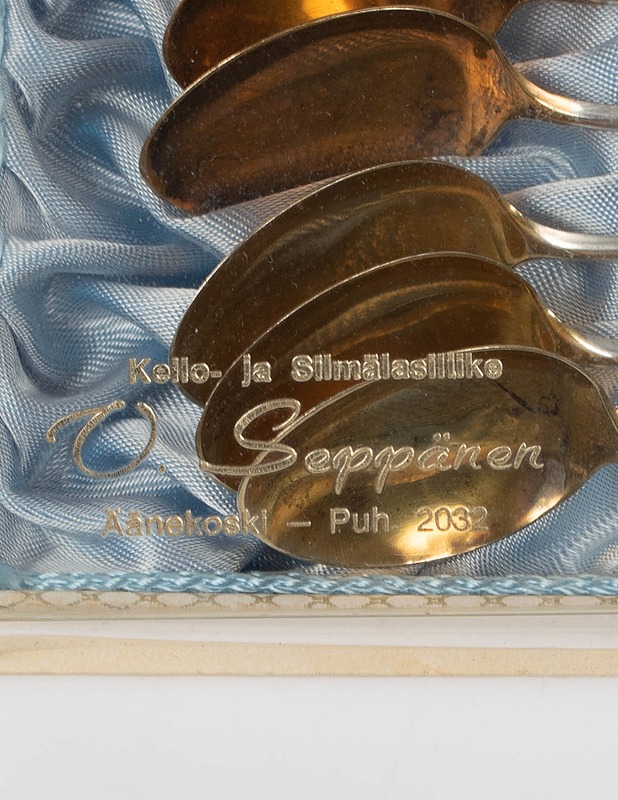 Kello- ja Silmälasiliike
V. Seppänen
Äänekoski — Puh. 2032